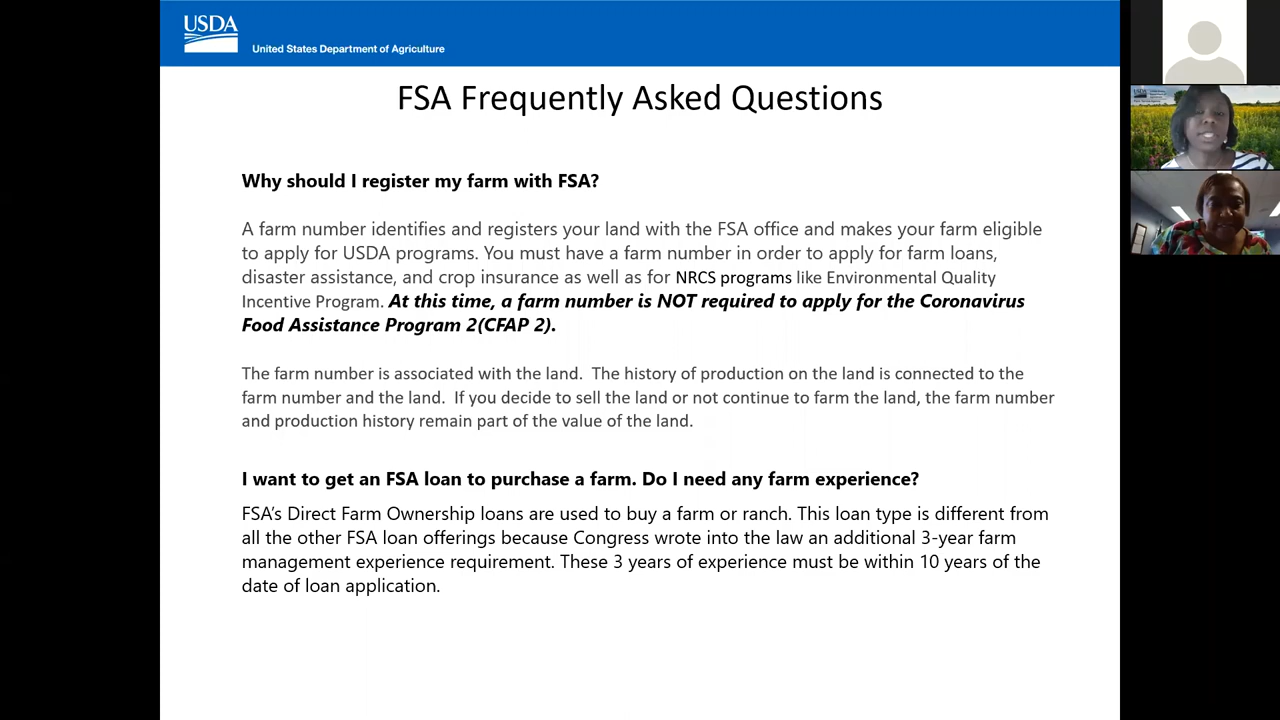 USDA
United States Department of Agriculture
FSA Frequently Asked Questions
Why should I register my farm with FSA?
A farm number identifies and registers your land with the FSA office and makes your farm eligible
to apply for USDA programs. You must have a farm number in order to apply for farm loans,
disaster assistance, and crop insurance as well as for NRCS programs like Environmental Quality
Incentive Program. At this time, a farm number is NOT required to apply for the Coronavirus
Food Assistance Program 2(CFAP 2).
The farm number is associated with the land.  The history of production on the land is connected to the
farm number and the land.  If you decide to sell the land or not continue to farm the land, the farm number
and production history remain part of the value of the land.
I want to get an FSA loan to purchase a farm. Do I need any farm experience?
FSA's Direct Farm Ownership loans are used to buy a farm or ranch. This loan type is different from
all the other FSA loan offerings because Congress wrote into the law an additional 3-year farm
management experience requirement. These 3 years of experience must be within 10 years of the
date of loan application.
USDA